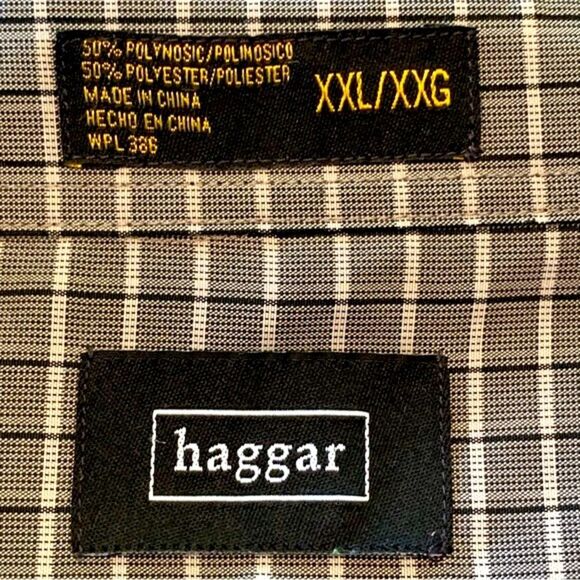 50% POLYNOSIC/POLINOSICO
50% POLYESTER/POLIESTER
MADE IN CHINA
HECHO EN CHINA
WPL 386
XXL/XXG
haggar